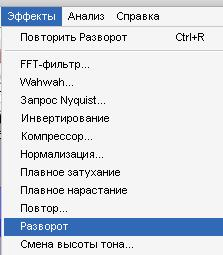 Эффекты Анализ Справка
Повторить Разворот Ctrl+R
FFT-фильтр...
Wahwah...
Запрос Nyquist...
Инвертирование
Компрессор...
Нормализация...
Плавное затухание
Плавное нарастание
Повтор...
Разворот
Смена высоты тона...